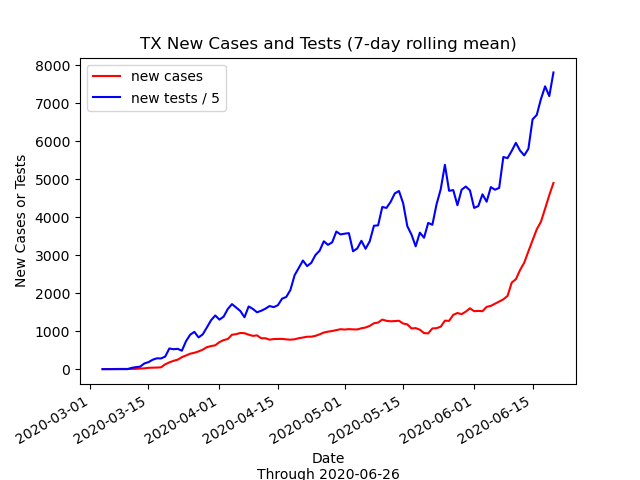 TX New Cases and Tests (7-day rolling mean)
new cases
new tests / 5
New Cases or Tests
8000
7000
6000
5000
4000
3000
2000
1000
0
2020-03-01
2020-03-15
2020-04-01
2020-04-15
2020-05-01
2020-05-15
2020-06-01
2020-06-15
Date
Through 2020-06-26